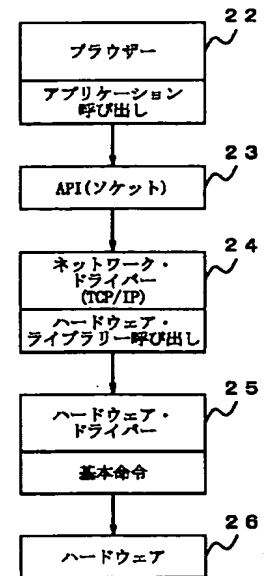 22
ブラウザー
アプリケーション
呼び出し
23
API(ソケット)
24
ネットワーク・
ドライバー
(TCP/IP)
ハードウェア・
ライブラリー呼び出し
25
ハードウェア・
ドライバー
基本命令
26
ハードウェア